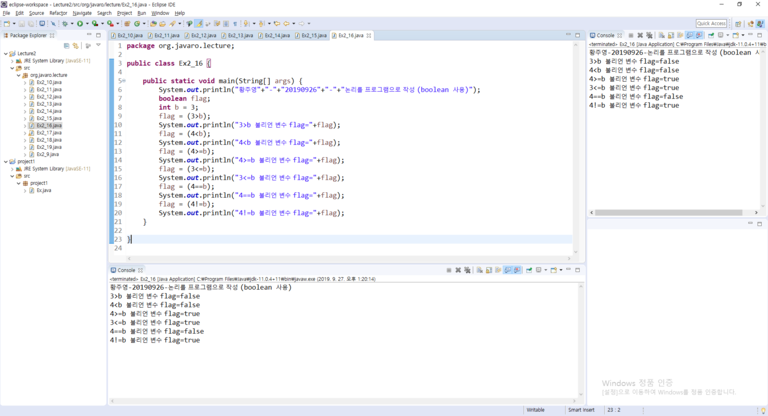 eclipse-workspace - Lecture2/src/org/javaro/lecture/Ex2_16.java - Eclipse IDE
File Edit Source Refactor Navigate Search Project Run Window Help
Quick Access
Package Explorer
Lecture2
JRE System Library [JavaSE-11]
src
org.javaro.lecture
Ex2_10.java
Ex2_11.java
Ex2_12.java
Ex2_13.java
Ex2_14.java
Ex2_15.java
Ex2_16.java
Ex2_17.java
Ex2_18.java
Ex2_19.java
Ex2_9.java
project1
JRE System Library [JavaSE-11]
src
project1
Ex.java
Ex2_10.java Ex2_11.java Ex2_12.java Ex2_13.java Ex2_14.java Ex2_15.java Ex2_16.java
1 package org.javaro.lecture;
2
3 public class Ex2_16 {
4
5 public static void main(String[] args) {
6 System.out.println("황주영"+"-"+"20190926"+"-"+"논리를 프로그램으로 작성 (boolean 사용)");
7 boolean flag;
8 int b = 3;
9 flag = (3>b);
10 System.out.println("3>b 불리언 변수 flag="+flag);
11 flag = (4<b);
12 System.out.println("4<b 불리언 변수 flag="+flag);
13 flag = (4>=b);
14 System.out.println("4>=b 불리언 변수 flag="+flag);
15 flag = (3<=b);
16 System.out.println("3<=b 불리언 변수 flag="+flag);
17 flag = (4==b);
18 System.out.println("4==b 불리언 변수 flag="+flag);
19 flag = (4!=b);
20 System.out.println("4!=b 불리언 변수 flag="+flag);
21 }
22
23 }
24
Console
<terminated> Ex2_16 [Java Application] C:\Program Files\Java\jdk-11.0.4+11\bin\javaw.exe (2019. 9. 27. 오후 1:20:14)
황주영-20190926-논리를 프로그램으로 작성 (boolean 사용)
3>b 불리언 변수 flag=false
4<b 불리언 변수 flag=false
4>=b 불리언 변수 flag=true
3<=b 불리언 변수 flag=true
4==b 불리언 변수 flag=false
4!=b 불리언 변수 flag=true
Console
<terminated> Ex2_16 [Java Application] C:\Program Files\Java\jdk-11.0.4+11\b
황주영-20190926-논리를 프로그램으로 작성 (boolean 사
3>b 불리언 변수 flag=false
4<b 불리언 변수 flag=false
4>=b 불리언 변수 flag=true
3<=b 불리언 변수 flag=true
4==b 불리언 변수 flag=false
4!=b 불리언 변수 flag=true
Windows 정품 인증
[설정]으로 이동하여 Windows를 정품 인증합니다.
Writable Smart Insert 23 : 2